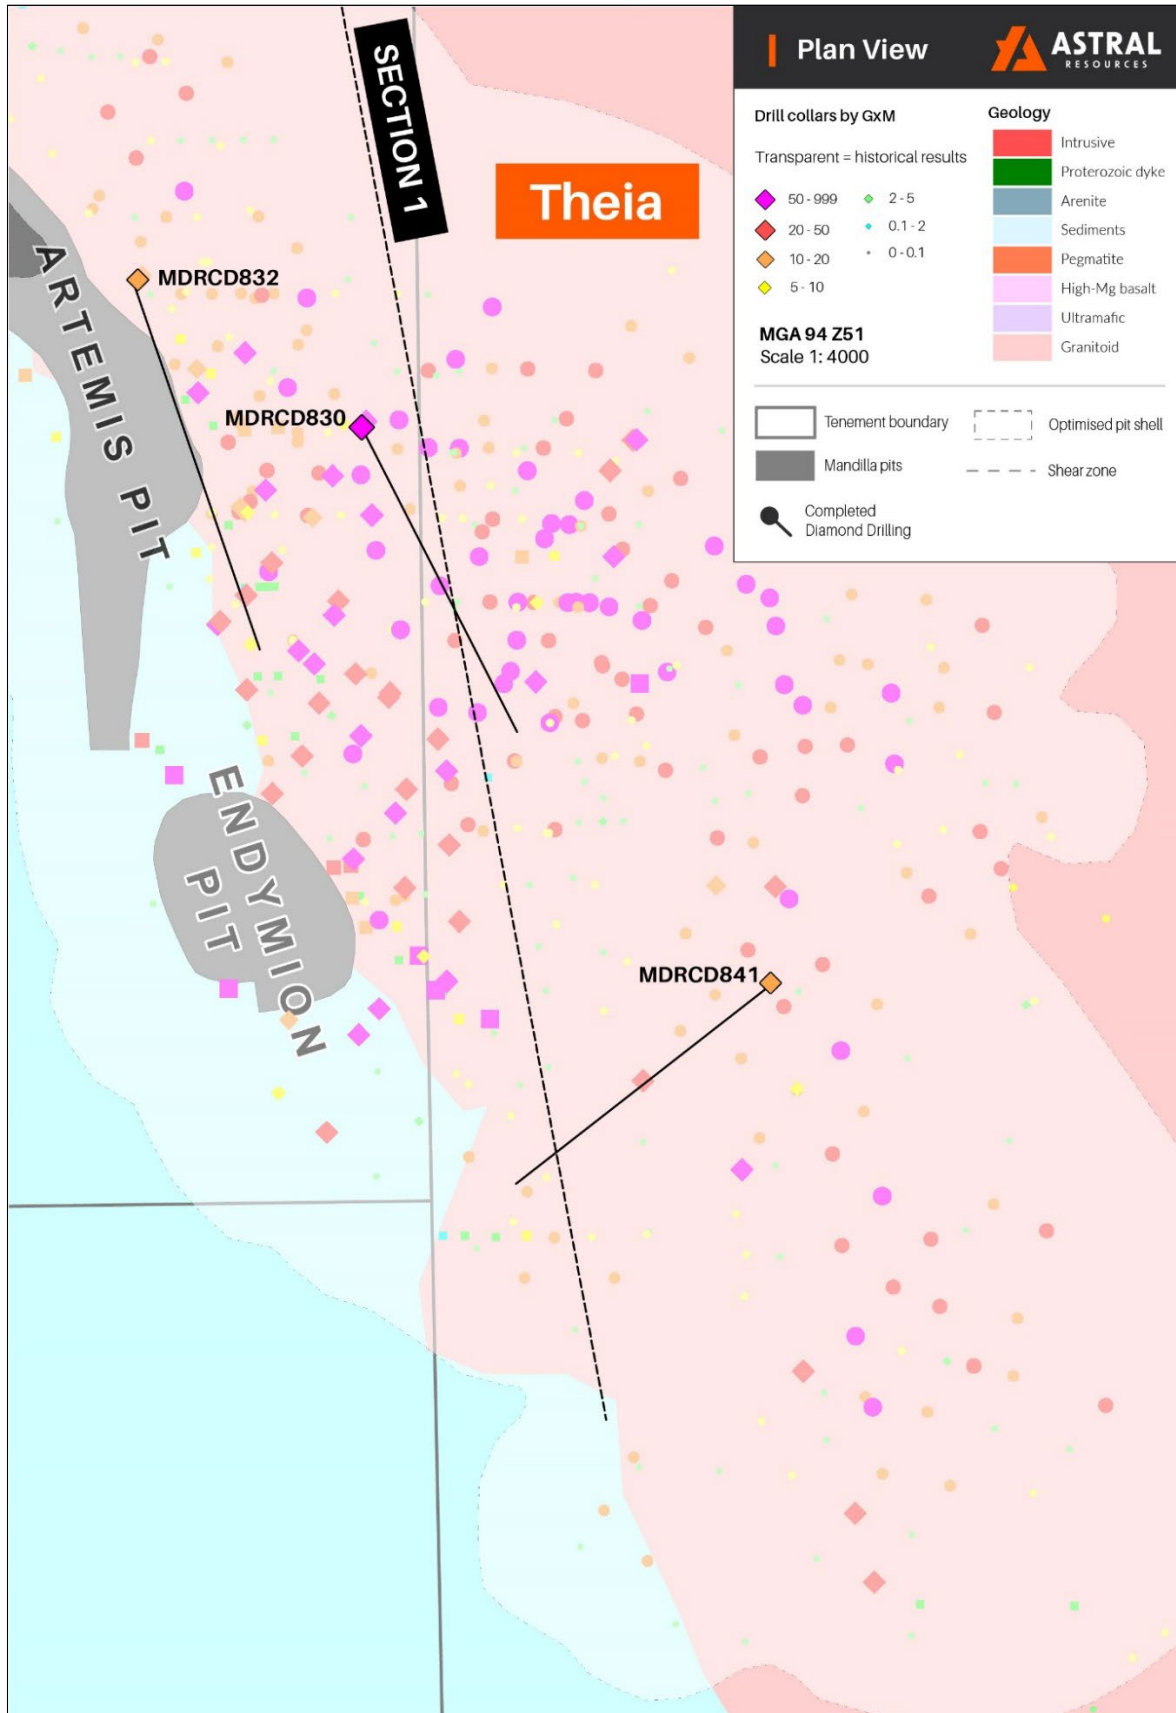 Plan View
ASTRAL
RESOURCES
Drill collars by GxM
Transparent = historical results
50 - 999
20 - 50
10 - 20
5 - 10
2 - 5
0.1 - 2
0 - 0.1
MGA 94 Z51
Scale 1: 4000
Geology
Intrusive
Proterozoic dyke
Arenite
Sediments
Pegmatite
High-Mg basalt
Ultramafic
Granitoid
Tenement boundary
Optimised pit shell
Mandilla pits
Shear zone
Completed
Diamond Drilling
SECTION 1
Theia
ARTEMIS PIT
MDRCD832
MDRCD830
ENDYMION
PIT
MDRCD841